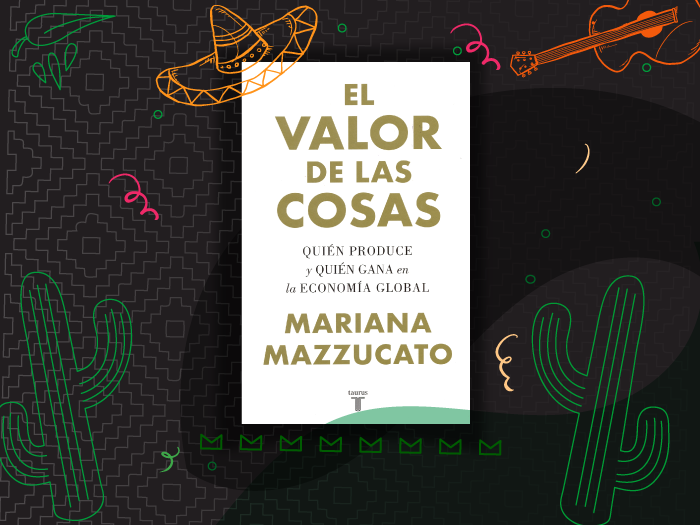 EL
VALOR
DE LAS
COSAS
QUIÉN PRODUCE
y QUIÉN GANA en
la ECONOMÍA GLOBAL
MARIANA
MAZZUCATO
taurus
T